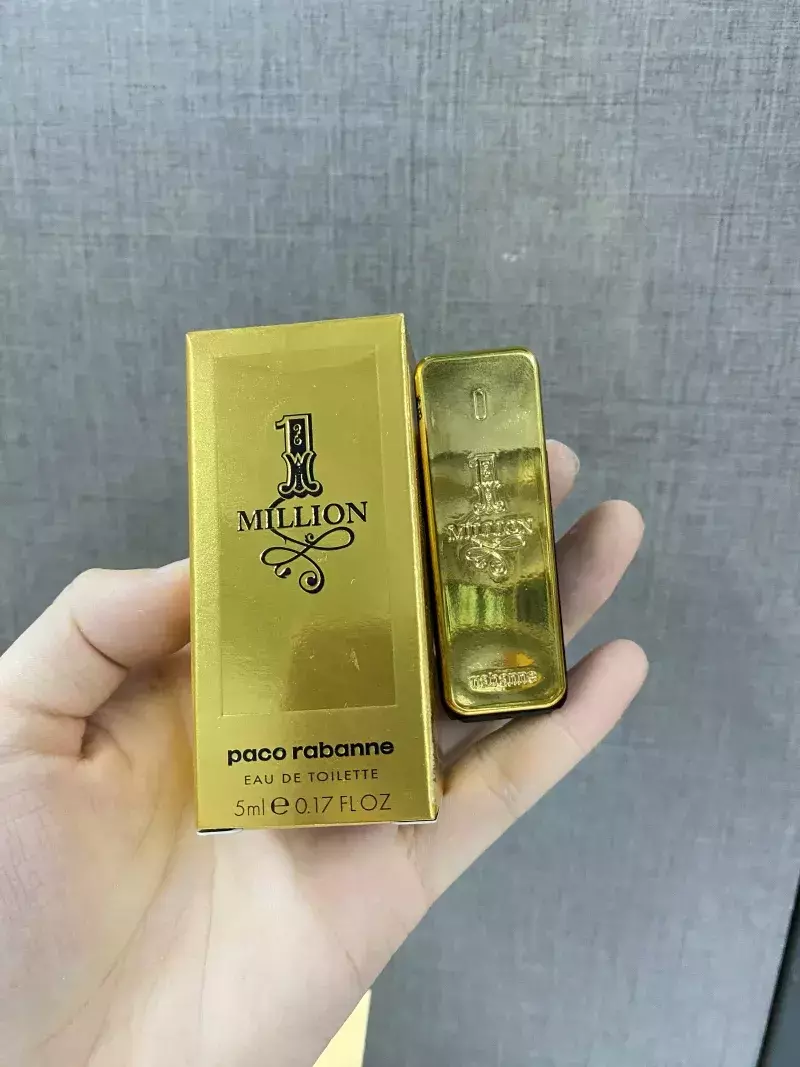 1
MILLION
paco rabanne
EAU DE TOILETTE
5ml e 0.17 FL OZ
1
MILLION
rabanne